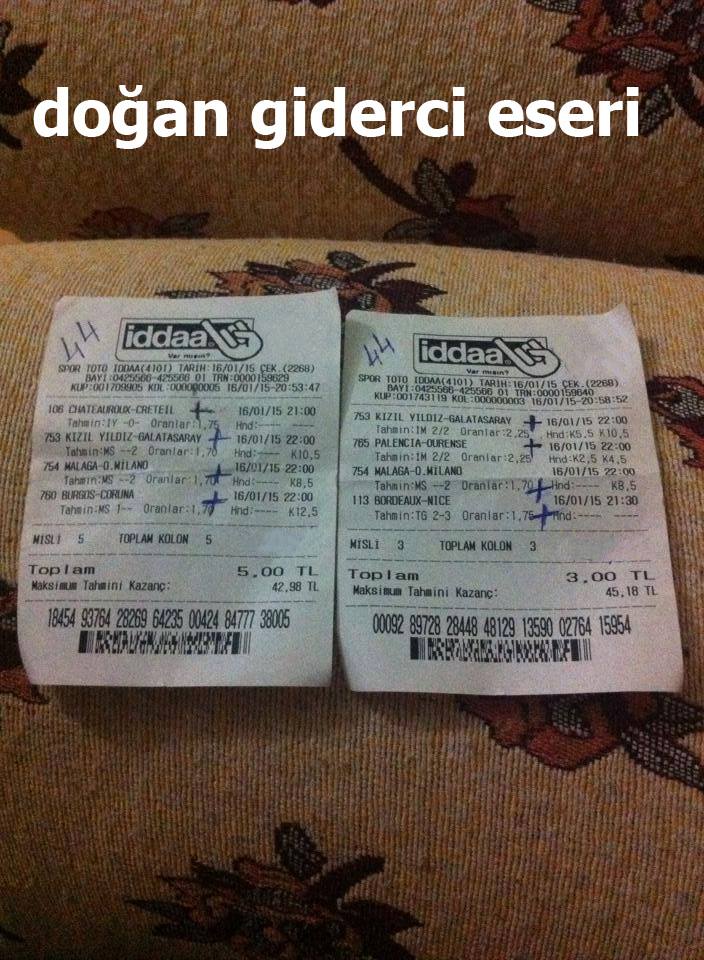 doğan giderci eseri
44
iddaa
Var mısın?
SPOR TOTO IDDAA(4101) TARİH:16/01/15 ÇEK.(2268)
BAYİ:0425566-425566 01 TRN:0000159629
KUP:001709905 KOL:000000005 16/01/15-20:53:47
106 CHATEAUROUX-CRETEIL 16/01/15 21:00
Tahmin:IY -0- Oranlar:1,75 Hnd:---- ----
753 KIZIL YILDIZ-GALATASARAY 16/01/15 22:00
Tahmin:MS --2 Oranlar:1,70 Hnd:---- K10,5
754 MALAGA-O.MILANO 16/01/15 22:00
Tahmin:MS --2 Oranlar:1,70 Hnd:---- K8,5
760 BURGOS-CORUNA 16/01/15 22:00
Tahmin:MS 1-- Oranlar:1,70 Hnd:---- K12,5
MİSLİ 5 TOPLAM KOLON 5
Toplam 5,00 TL
Maksimum Tahmini Kazanç: 42,98 TL
18454 93764 28269 64235 00424 84777 38005
44
iddaa
Var mısın?
SPOR TOTO IDDAA(4101) TARİH:16/01/15 ÇEK.(2268)
BAYİ:0425566-425566 01 TRN:0000159640
KUP:001743119 KOL:000000003 16/01/15-20:58:52
753 KIZIL YILDIZ-GALATASARAY 16/01/15 22:00
Tahmin:IM 2/2 Oranlar:2,25 Hnd:K5,5 K10,5
765 PALENCIA-OURENSE 16/01/15 22:00
Tahmin:IM 2/2 Oranlar:2,25 Hnd:K2,5 K4,5
754 MALAGA-O.MILANO 16/01/15 22:00
Tahmin:MS --2 Oranlar:1,70 Hnd:---- K8,5
113 BORDEAUX-NICE 16/01/15 21:30
Tahmin:TG 2-3 Oranlar:1,75 Hnd:---- ----
MİSLİ 3 TOPLAM KOLON 3
Toplam 3,00 TL
Maksimum Tahmini Kazanç: 45,18 TL
00092 89728 28448 48129 13590 02764 15954